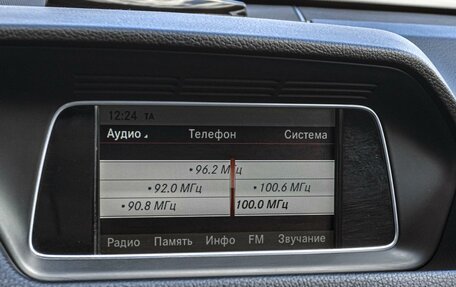 12:24 TA
Аудио Телефон Система
• 96.2 МГц
• 92.0 МГц • 100.6 МГц
• 90.8 МГц 100.0 МГц
Радио Память Инфо FM Звучание